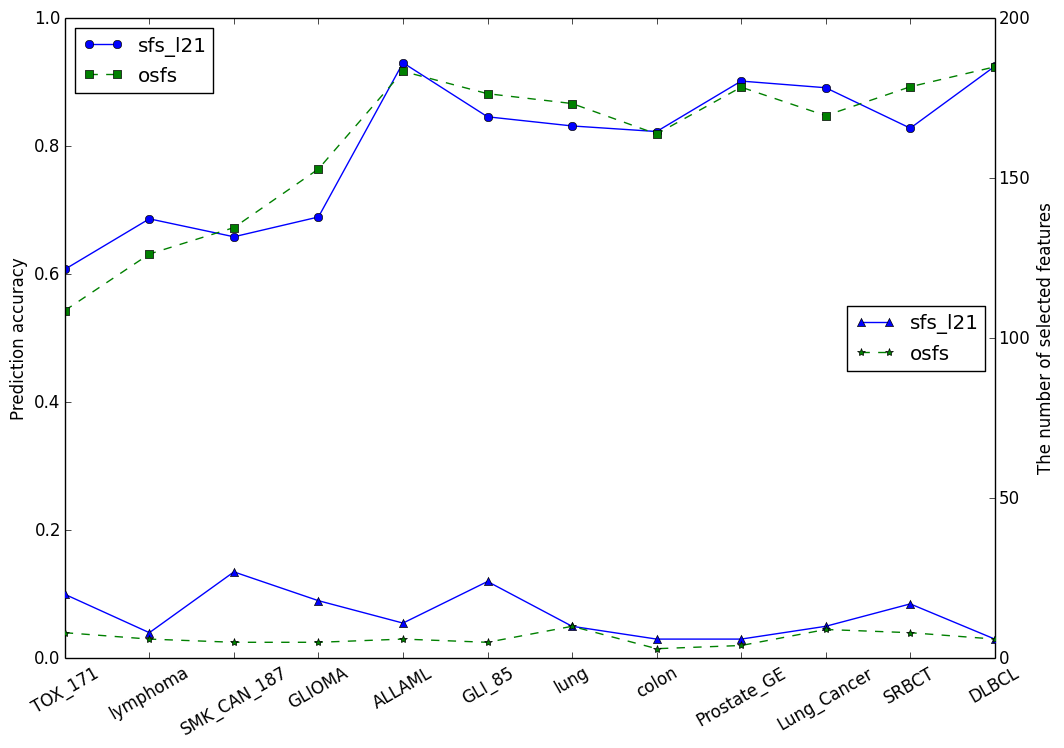 1.0
0.8
0.6
0.4
0.2
0.0
Prediction accuracy
sfs_l21
osfs
200
150
100
50
0
The number of selected features
sfs_l21
osfs
TOX_171
lymphoma
SMK_CAN_187
GLIOMA
ALLAML
GLI_85
lung
colon
Prostate_GE
Lung_Cancer
SRBCT
DLBCL